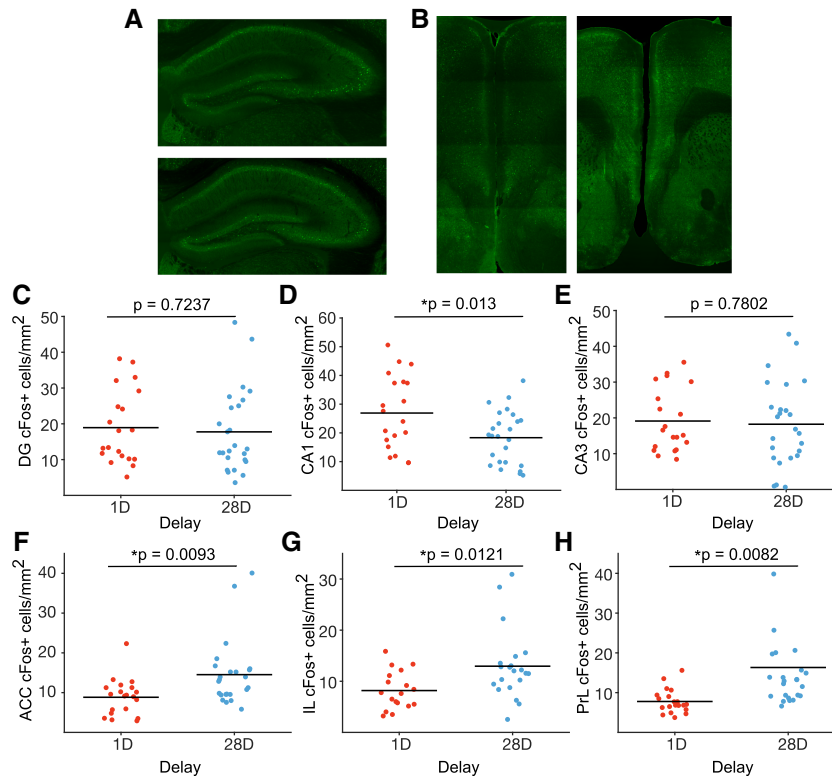 A
B
C
p = 0.7237
DG cFos+ cells/mm2
50
40
30
20
10
1D
28D
Delay
D
*p = 0.013
CA1 cFos+ cells/mm2
60
50
40
30
20
10
1D
28D
Delay
E
p = 0.7802
CA3 cFos+ cells/mm2
50
40
30
20
10
1D
28D
Delay
F
*p = 0.0093
ACC cFos+ cells/mm2
40
30
20
10
1D
28D
Delay
G
*p = 0.0121
IL cFos+ cells/mm2
30
20
10
1D
28D
Delay
H
*p = 0.0082
PrL cFos+ cells/mm2
40
30
20
10
1D
28D
Delay